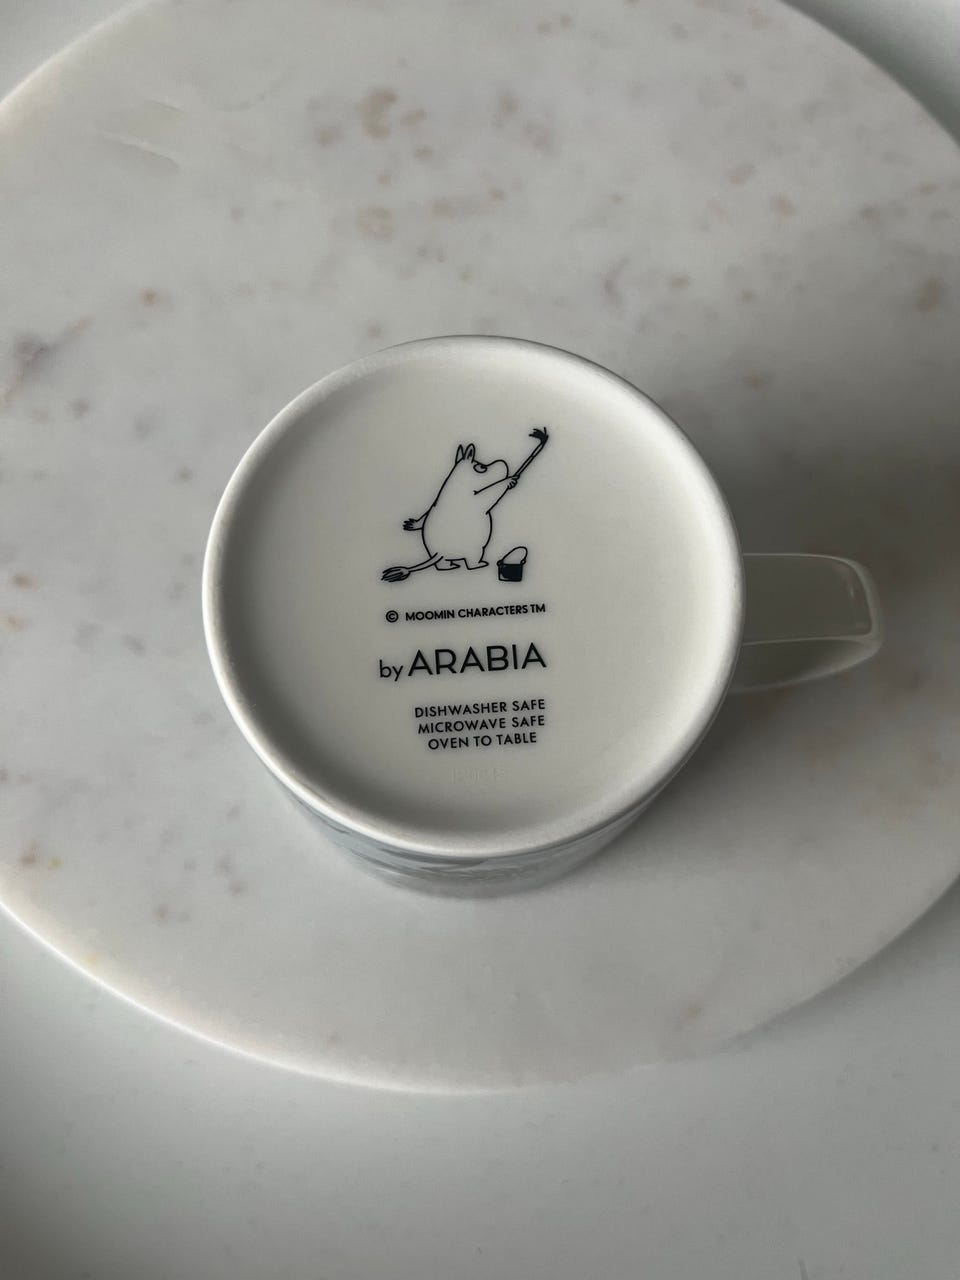 © MOOMIN CHARACTERS TM
by ARABIA
DISHWASHER SAFE
MICROWAVE SAFE
OVEN TO TABLE